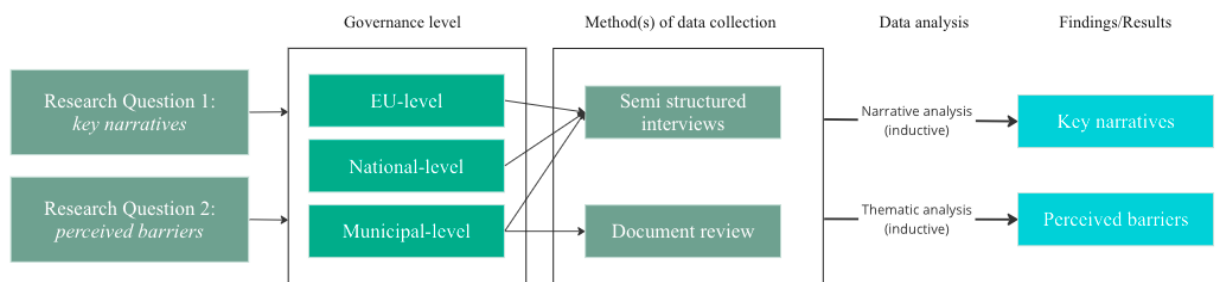 Governance level
Method(s) of data collection
Data analysis
Findings/Results
Research Question 1:
key narratives
Research Question 2:
perceived barriers
EU-level
National-level
Municipal-level
Semi structured
interviews
Document review
Narrative analysis
(inductive)
Thematic analysis
(inductive)
Key narratives
Perceived barriers